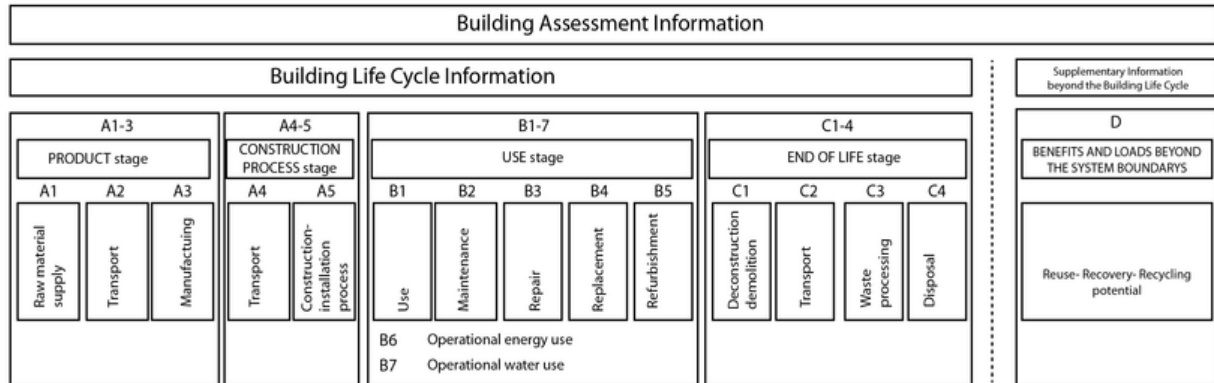 Building Assessment Information
Building Life Cycle Information
Supplementary Information
beyond the Building Life Cycle
A1-3
PRODUCT stage
A1
A2
A3
Raw material
supply
Transport
Manufactuing
A4-5
CONSTRUCTION
PROCESS stage
A4
A5
Transport
Construction-
installation
process
B1-7
USE stage
B1
B2
B3
B4
B5
Use
Maintenance
Repair
Replacement
Refurbishment
B6 Operational energy use
B7 Operational water use
C1-4
END OF LIFE stage
C1
C2
C3
C4
Deconstruction
demolition
Transport
Waste
processing
Disposal
D
BENEFITS AND LOADS BEYOND
THE SYSTEM BOUNDARYS
Reuse- Recovery- Recycling
potential